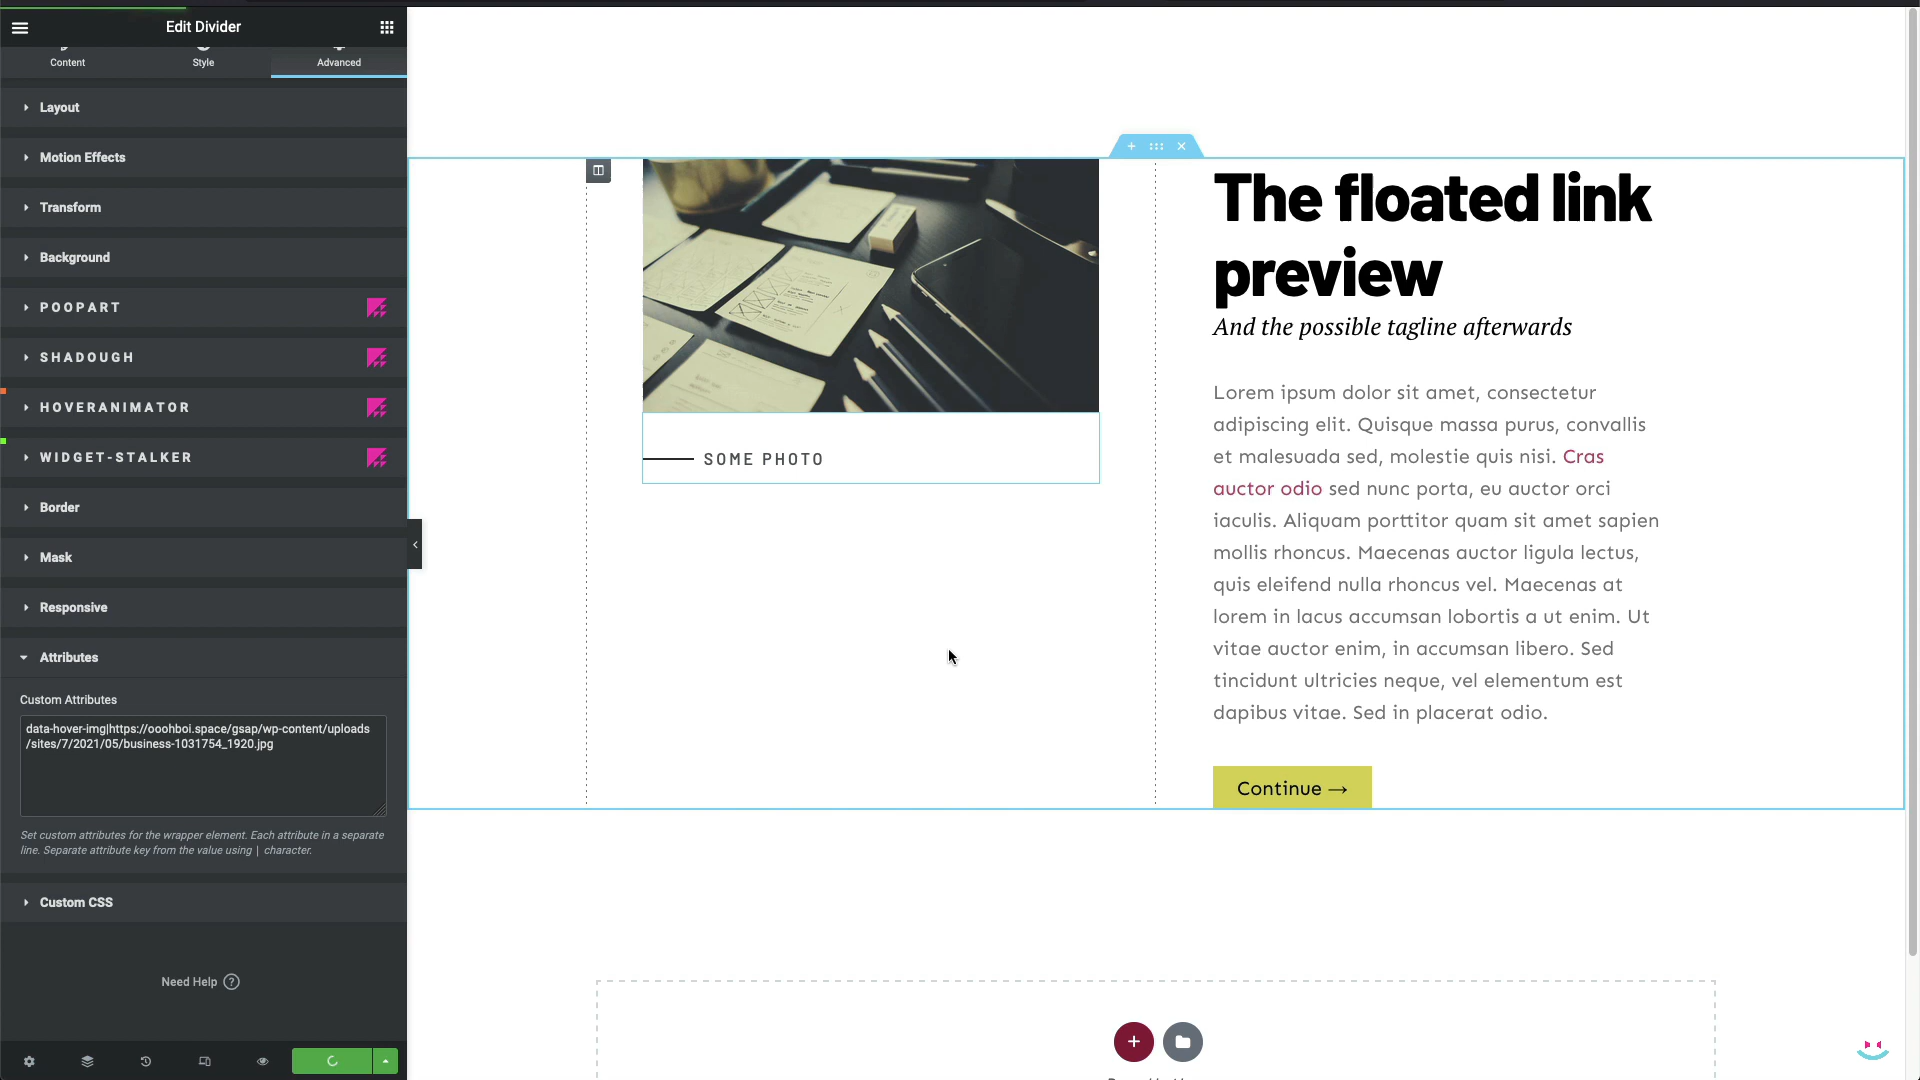 Edit Divider
Content
Style
Advanced
Layout
Motion Effects
Transform
Background
POOPART
SHADOUGH
HOVERANIMATOR
WIDGET-STALKER
Border
Mask
Responsive
Attributes
Custom Attributes
data-hover-img|https://ooohboi.space/gsap/wp-content/uploads
/sites/7/2021/05/business-1031754_1920.jpg
Set custom attributes for the wrapper element. Each attribute in a separate
line. Separate attribute key from the value using | character.
Custom CSS
Need Help
SOME PHOTO
The floated link
preview
And the possible tagline afterwards
Lorem ipsum dolor sit amet, consectetur
adipiscing elit. Quisque massa purus, convallis
et malesuada sed, molestie quis nisi. Cras
auctor odio sed nunc porta, eu auctor orci
iaculis. Aliquam porttitor quam sit amet sapien
mollis rhoncus. Maecenas auctor ligula lectus,
quis eleifend nulla rhoncus vel. Maecenas at
lorem in lacus accumsan lobortis a ut enim. Ut
vitae auctor enim, in accumsan libero. Sed
tincidunt ultricies neque, vel elementum est
dapibus vitae. Sed in placerat odio.
Continue →